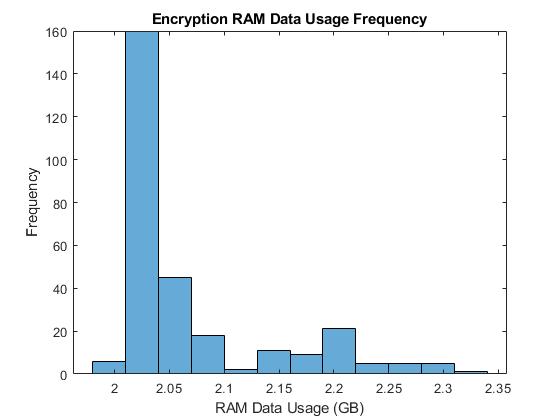 Encryption RAM Data Usage Frequency
160
140
120
100
80
60
40
20
0
Frequency
2 2.05 2.1 2.15 2.2 2.25 2.3 2.35
RAM Data Usage (GB)